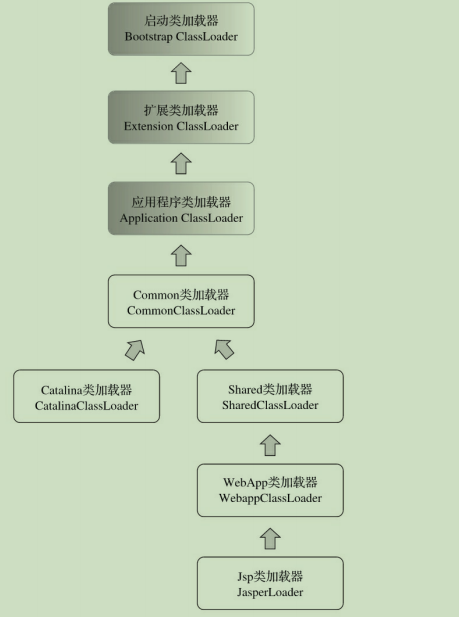 启动类加载器
Bootstrap ClassLoader
扩展类加载器
Extension ClassLoader
应用程序类加载器
Application ClassLoader
Common类加载器
CommonClassLoader
Catalina类加载器
CatalinaClassLoader
Shared类加载器
SharedClassLoader
WebApp类加载器
WebappClassLoader
Jsp类加载器
JasperLoader